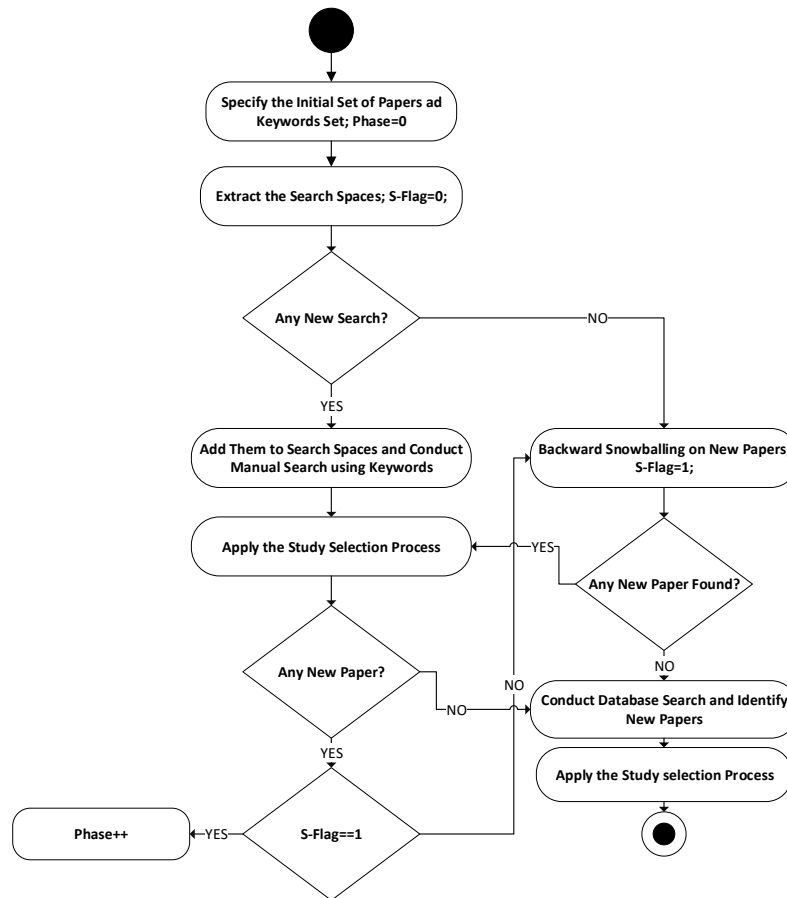 Specify the Initial Set of Papers ad
Keywords Set; Phase=0
Extract the Search Spaces; S-Flag=0;
Any New Search?
NO
YES
Add Them to Search Spaces and Conduct
Manual Search using Keywords
Backward Snowballing on New Papers,
S-Flag=1;
Apply the Study Selection Process
YES
Any New Paper Found?
Any New Paper?
NO
NO
NO
Conduct Database Search and Identify
New Papers
YES
Apply the Study selection Process
Phase++
YES
S-Flag==1